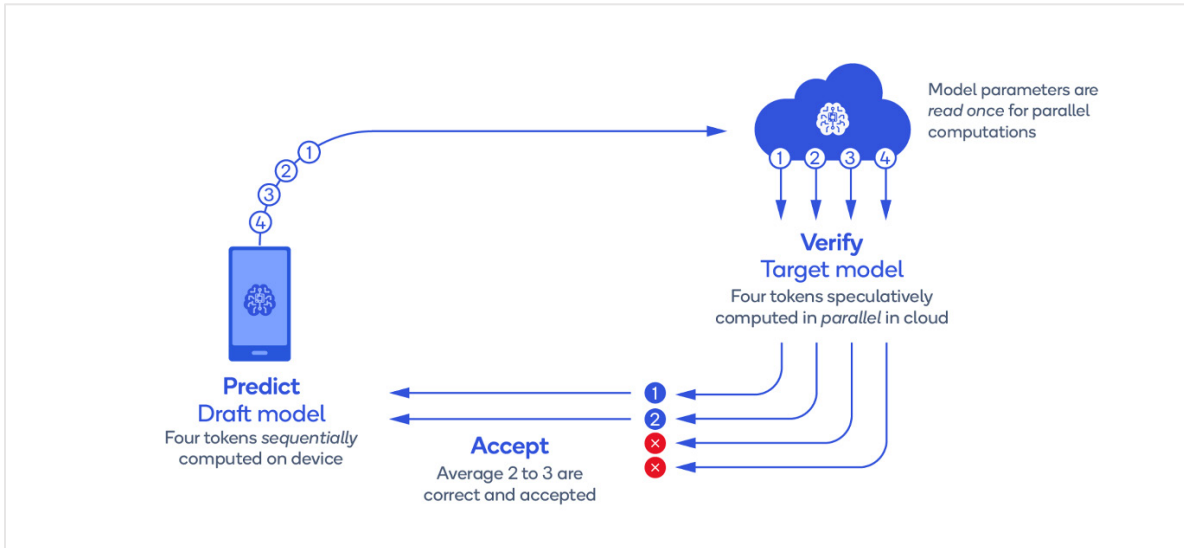 Model parameters are
read once for parallel
computations
1
2
3
4
1 2 3 4
Verify
Target model
Four tokens speculatively
computed in parallel in cloud
Predict
Draft model
Four tokens sequentially
computed on device
1
2
Accept
Average 2 to 3 are
correct and accepted